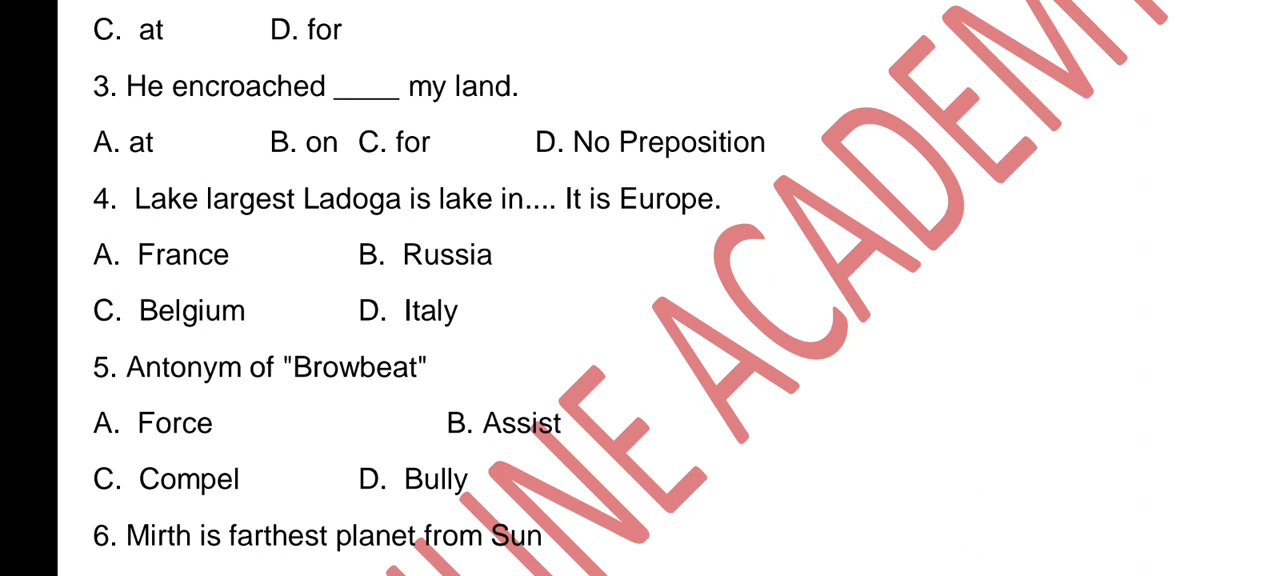 C. at D. for
3. He encroached ____ my land.
A. at B. on C. for D. No Preposition
4. Lake largest Ladoga is lake in.... It is Europe.
A. France B. Russia
C. Belgium D. Italy
5. Antonym of "Browbeat"
A. Force B. Assist
C. Compel D. Bully
6. Mirth is farthest planet from Sun